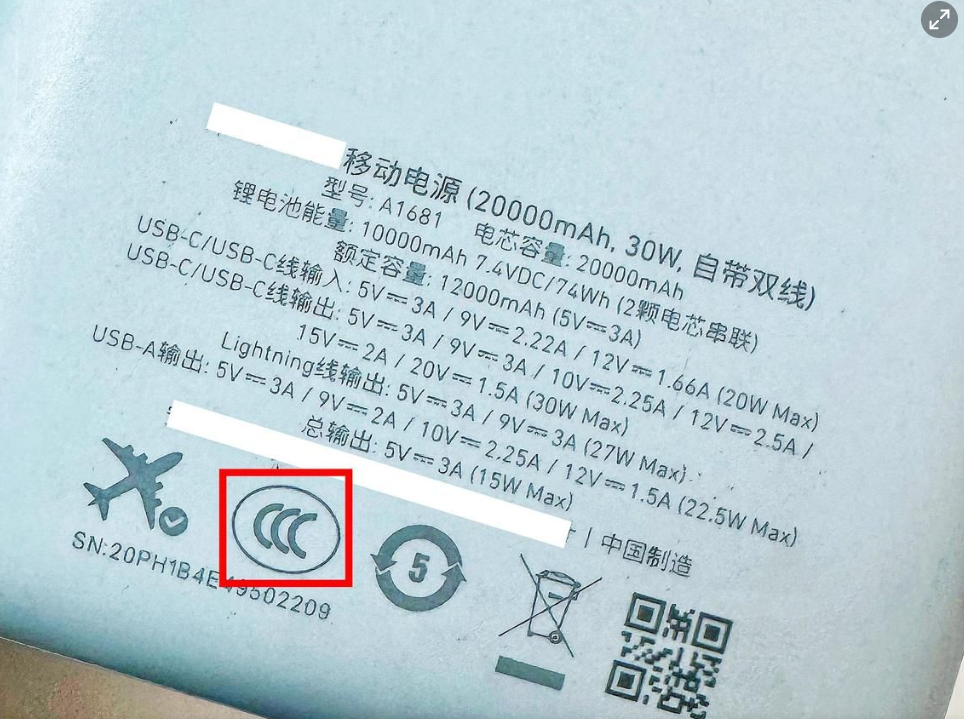 移动电源 (20000mAh, 30W, 自带双线)
型号: A1681 电芯容量: 20000mAh
锂电池能量: 10000mAh 7.4VDC/74Wh (2颗电芯串联)
额定容量: 12000mAh (5V⎓3A)
USB-C/USB-C线输入: 5V⎓3A / 9V⎓2.22A / 12V⎓1.66A (20W Max)
USB-C/USB-C线输出: 5V⎓3A / 9V⎓3A / 10V⎓2.25A / 12V⎓2.5A /
15V⎓2A / 20V⎓1.5A (30W Max)
Lightning线输出: 5V⎓3A / 9V⎓3A (27W Max)
USB-A输出: 5V⎓3A / 9V⎓2A / 10V⎓2.25A / 12V⎓1.5A (22.5W Max)
总输出: 5V⎓3A (15W Max)
| 中国制造
CCC
5
SN:20PH1B4E49502209